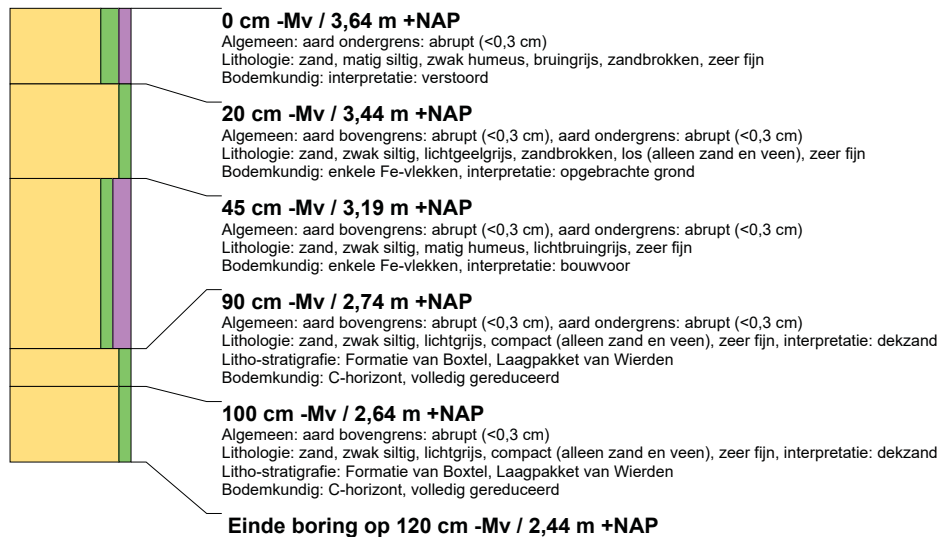 0 cm -Mv / 3,64 m +NAP
Algemeen: aard ondergrens: abrupt (<0,3 cm)
Lithologie: zand, matig siltig, zwak humeus, bruingrijs, zandbrokken, zeer fijn
Bodemkundig: interpretatie: verstoord
20 cm -Mv / 3,44 m +NAP
Algemeen: aard bovengrens: abrupt (<0,3 cm), aard ondergrens: abrupt (<0,3 cm)
Lithologie: zand, zwak siltig, lichtgeelgrijs, zandbrokken, los (alleen zand en veen), zeer fijn
Bodemkundig: enkele Fe-vlekken, interpretatie: opgebrachte grond
45 cm -Mv / 3,19 m +NAP
Algemeen: aard bovengrens: abrupt (<0,3 cm), aard ondergrens: abrupt (<0,3 cm)
Lithologie: zand, zwak siltig, matig humeus, lichtbruingrijs, zeer fijn
Bodemkundig: enkele Fe-vlekken, interpretatie: bouwvoor
90 cm -Mv / 2,74 m +NAP
Algemeen: aard bovengrens: abrupt (<0,3 cm), aard ondergrens: abrupt (<0,3 cm)
Lithologie: zand, zwak siltig, lichtgrijs, compact (alleen zand en veen), zeer fijn, interpretatie: dekzand
Litho-stratigrafie: Formatie van Boxtel, Laagpakket van Wierden
Bodemkundig: C-horizont, volledig gereduceerd
100 cm -Mv / 2,64 m +NAP
Algemeen: aard bovengrens: abrupt (<0,3 cm)
Lithologie: zand, zwak siltig, lichtgrijs, compact (alleen zand en veen), zeer fijn, interpretatie: dekzand
Litho-stratigrafie: Formatie van Boxtel, Laagpakket van Wierden
Bodemkundig: C-horizont, volledig gereduceerd
Einde boring op 120 cm -Mv / 2,44 m +NAP